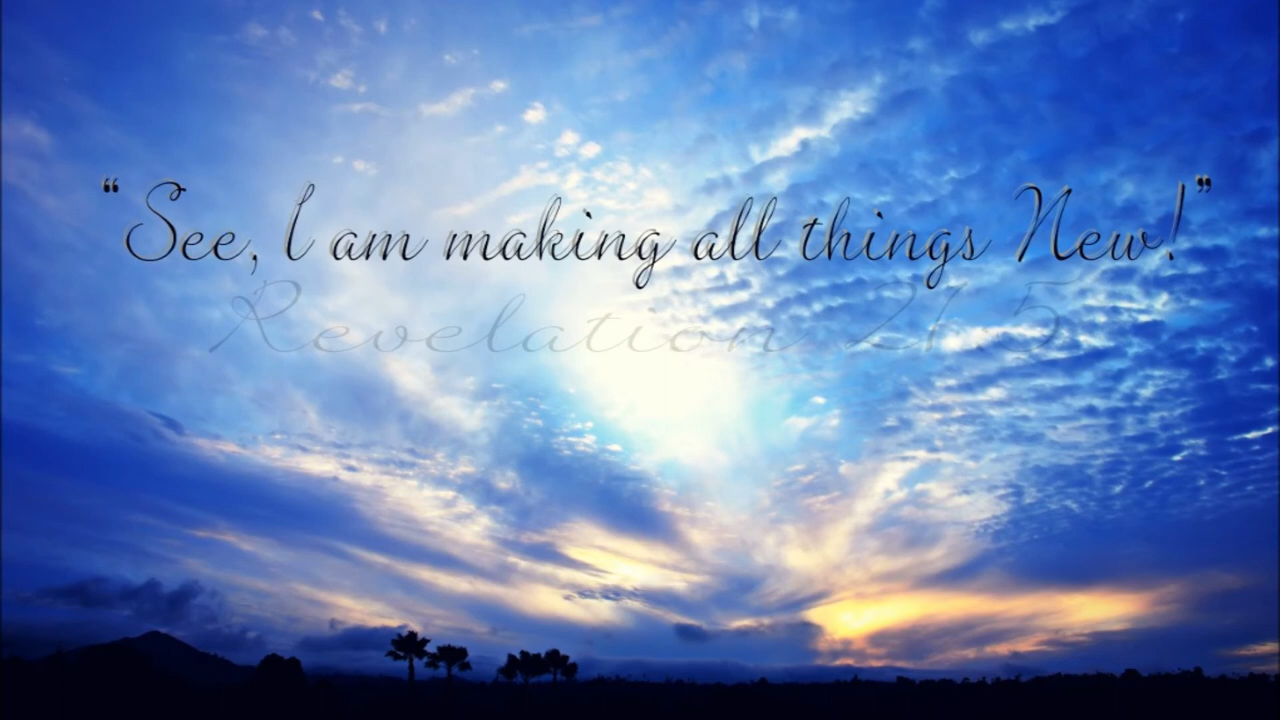 “See, I am making all things New!”
Revelation 21:5